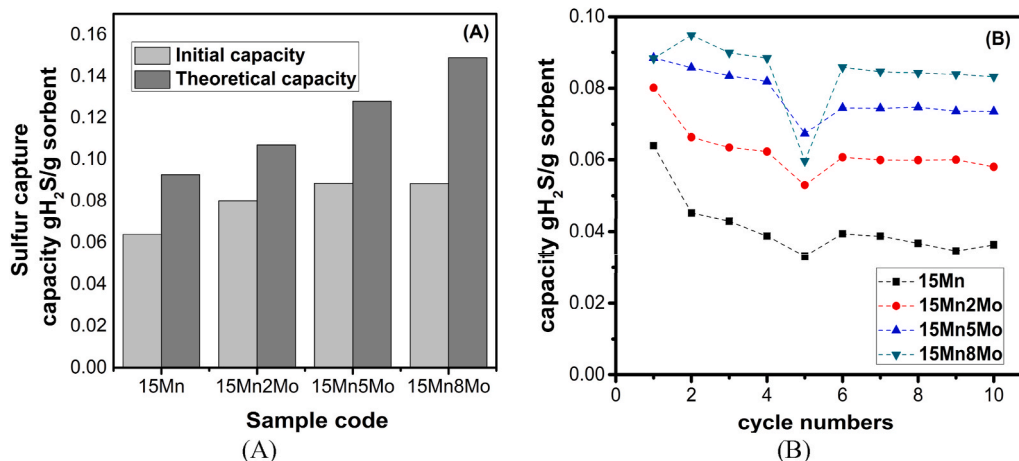 (A)
Initial capacity
Theoretical capacity
Sulfur capture
capacity gH₂S/g sorbent
0.16
0.14
0.12
0.10
0.08
0.06
0.04
0.02
0.00
15Mn 15Mn2Mo 15Mn5Mo 15Mn8Mo
Sample code
(A)
(B)
capacity gH₂S/g sorbent
0.10
0.08
0.06
0.04
0.02
0.00
15Mn
15Mn2Mo
15Mn5Mo
15Mn8Mo
0 2 4 6 8 10
cycle numbers
(B)